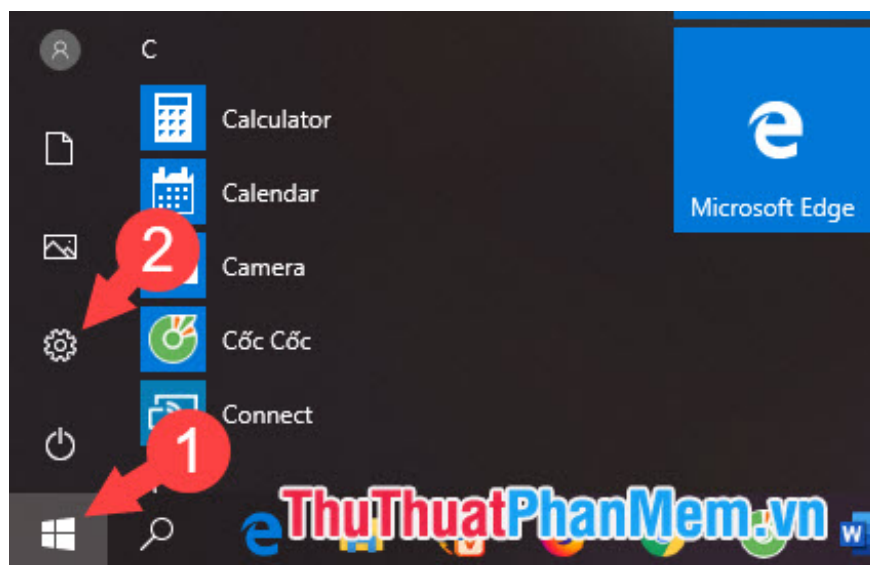 C
Calculator
Calendar
Microsoft Edge
2
Camera
Cốc Cốc
Connect
1
ThuThuatPhanMem.vn
W